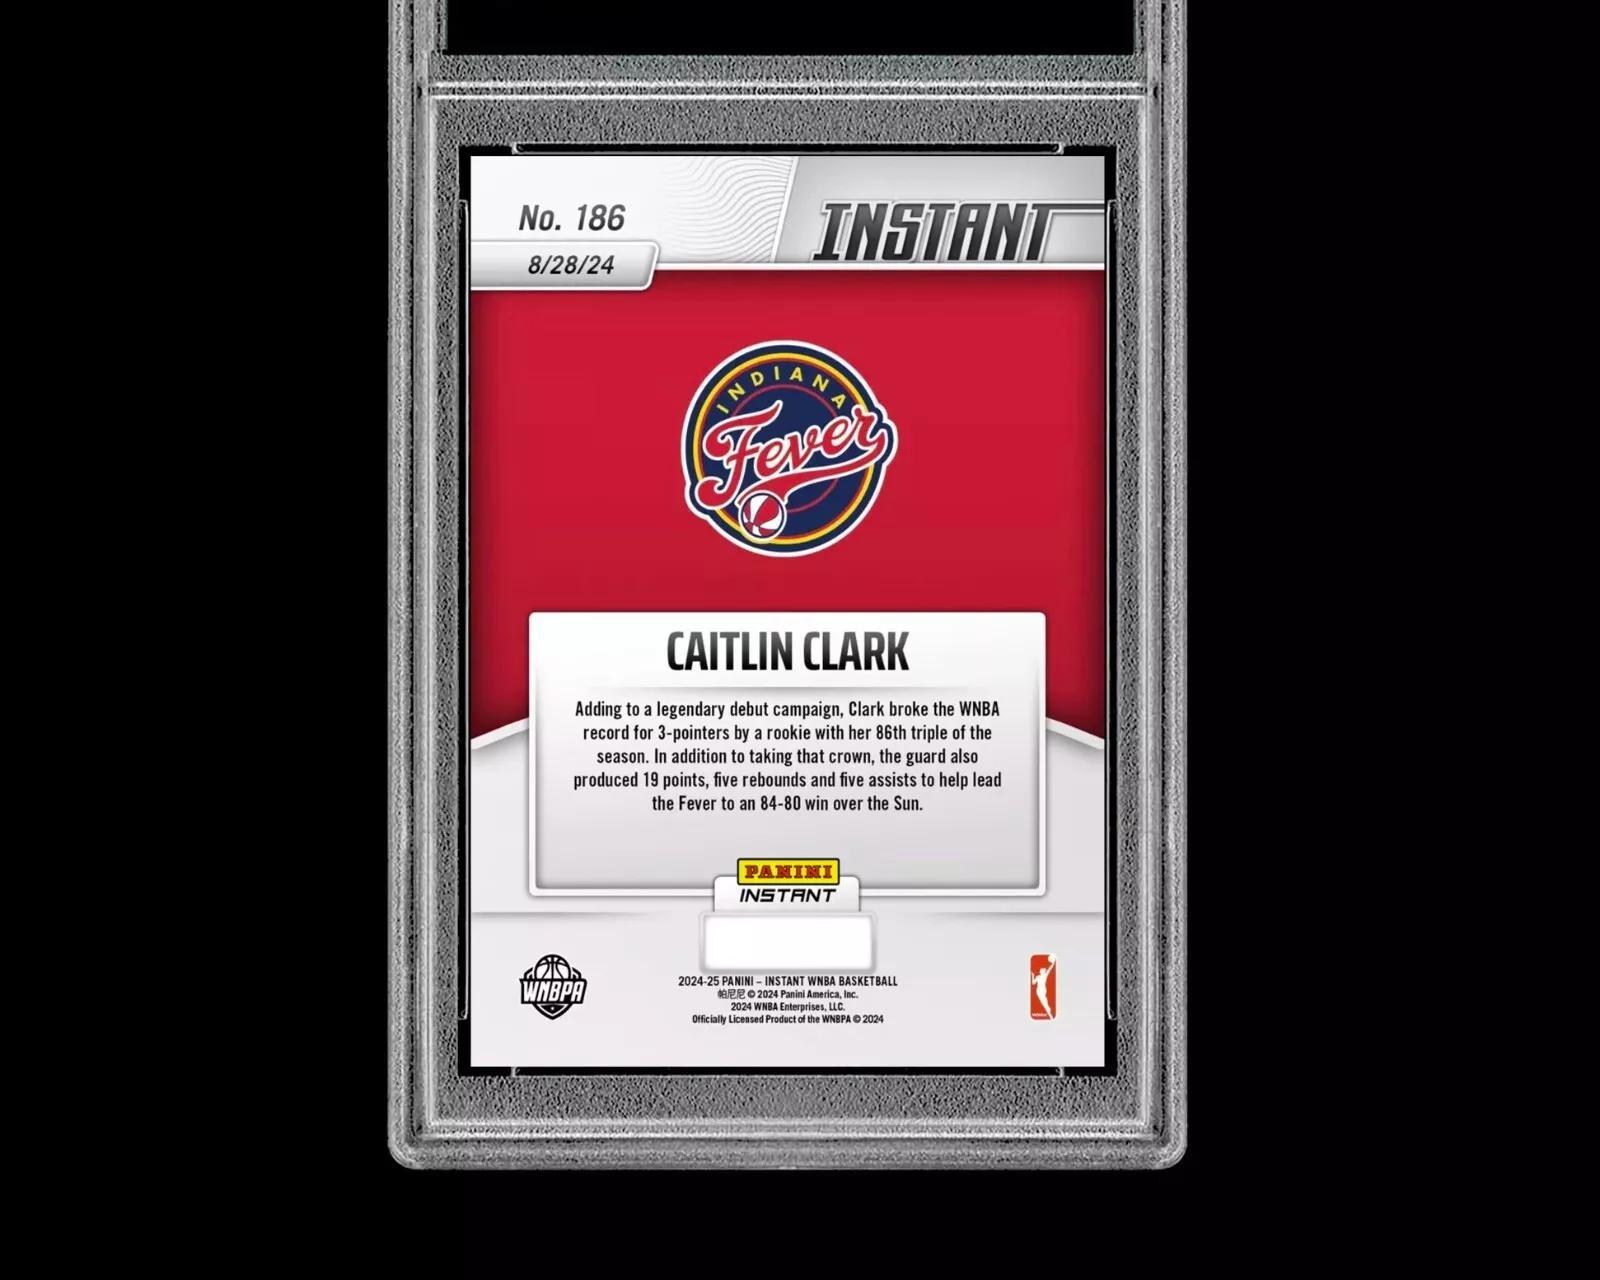 No. 186
INSTANT
8/28/24
INDIANA
Fever
CAITLIN CLARK
Adding to a legendary debut campaign, Clark broke the WNBA
record for 3-pointers by a rookie with her 86th triple of the
season. In addition to taking that crown, the guard also
produced 19 points, five rebounds and five assists to help lead
the Fever to an 84-80 win over the Sun.
PANINI
INSTANT
WNBPA
2024-25 PANINI – INSTANT WNBA BASKETBALL
帕尼尼 © 2024 Panini America, Inc.
2024 WNBA Enterprises, LLC.
Officially Licensed Product of the WNBPA © 2024
WNBA